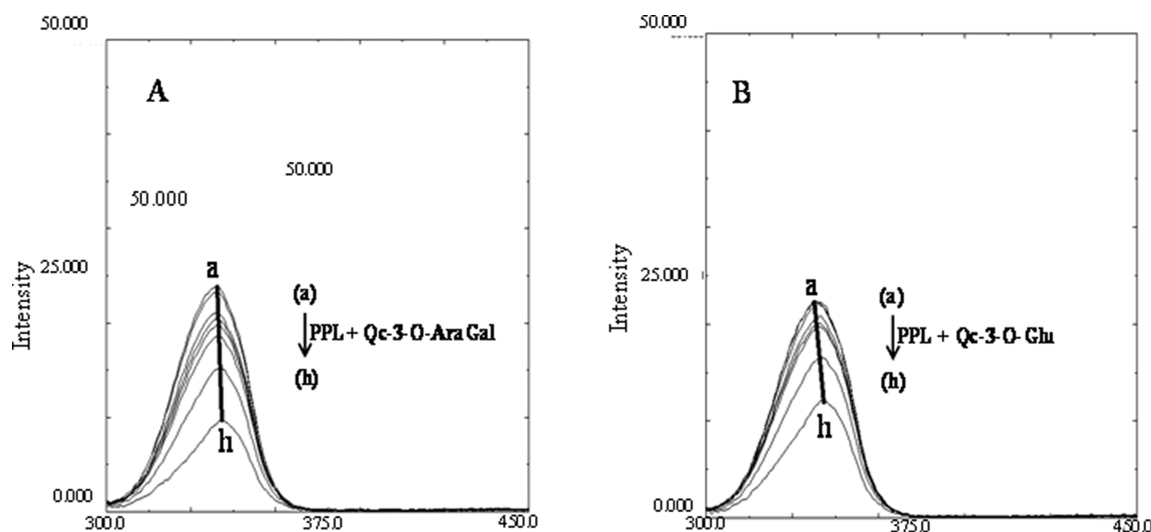 50.000
A
50.000
50.000
25.000
a
(a)
PPL + Qc-3-O-Ara Gal
(h)
h
Intensity
0.000
300.0
375.0
450.0
50.000
B
25.000
a
(a)
PPL + Qc-3-O- Glu
(h)
h
Intensity
0.000
300.0
375.0
450.0